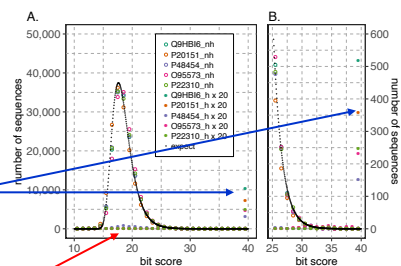 A.
B.
50,000
40,000
30,000
20,000
10,000
0
number of sequences
10
20
30
40
bit score
Q9HBI6_nh
P20151_nh
P48454_nh
O95573_nh
P22310_nh
Q9HBI6_h x 20
P20151_h x 20
P48454_h x 20
O95573_h x 20
P22310_h x 20
expect
600
500
400
300
200
100
0
number of sequences
25
30
35
40
bit score